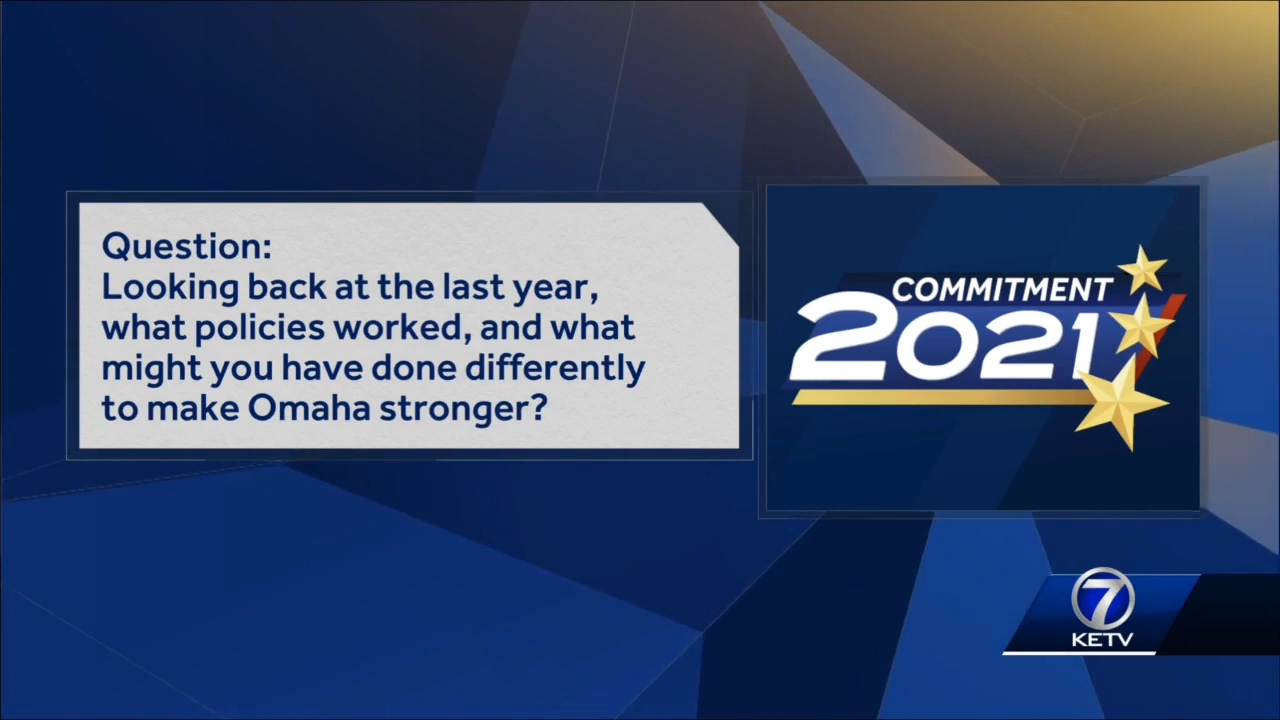 Question:
Looking back at the last year,
what policies worked, and what
might you have done differently
to make Omaha stronger?
COMMITMENT
2021
7
KETV